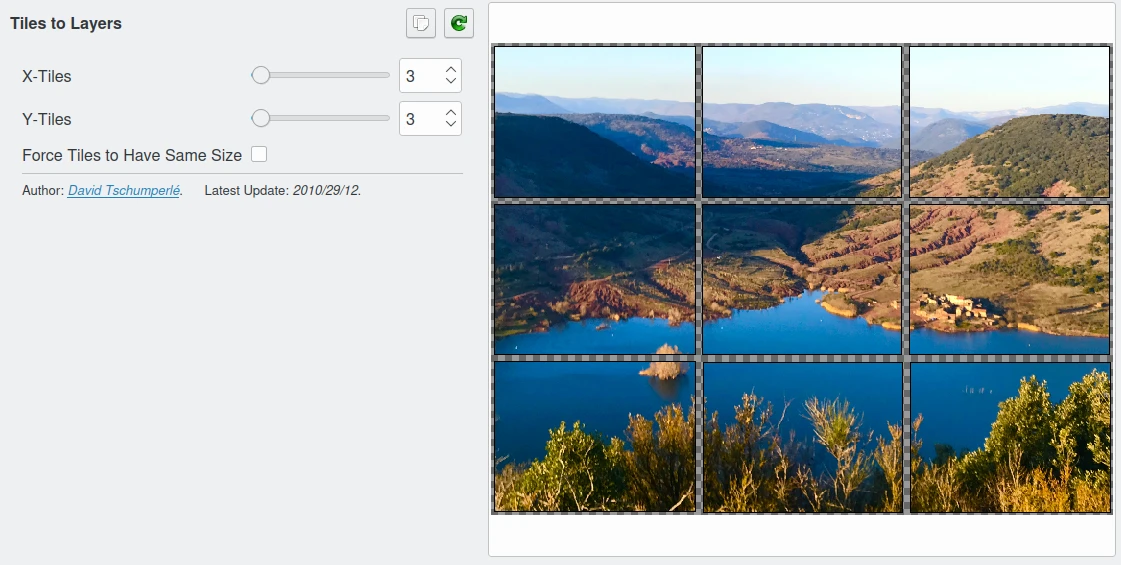 Tiles to Layers
X-Tiles 3
Y-Tiles 3
Force Tiles to Have Same Size
Author: David Tschumperlé. Latest Update: 2010/29/12.